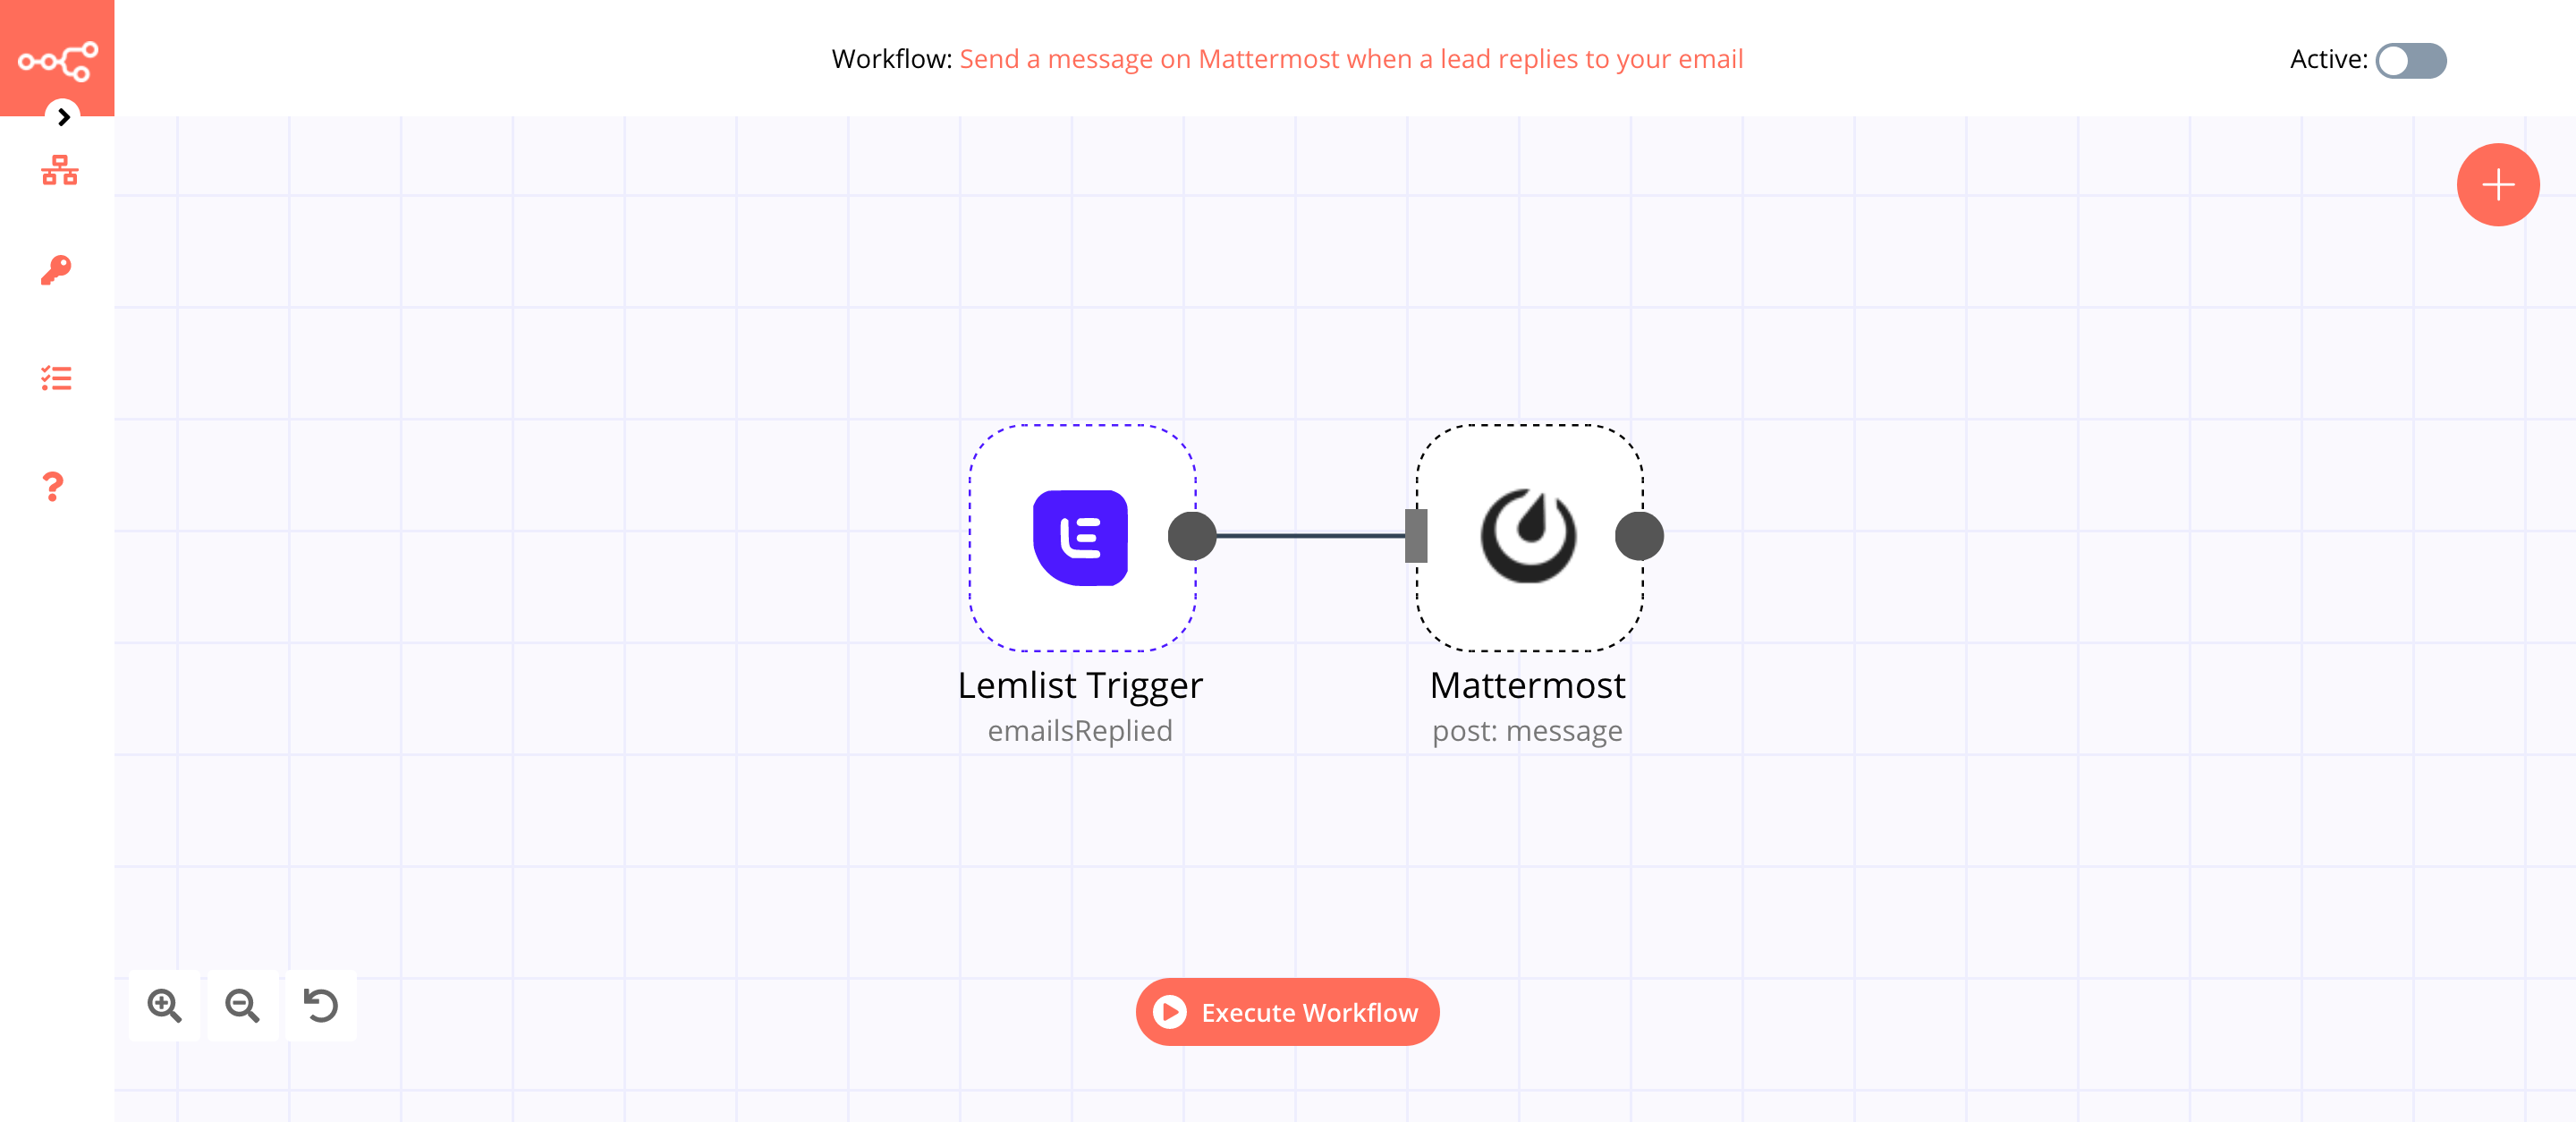 Workflow: Send a message on Mattermost when a lead replies to your email
Active:
Lemlist Trigger
emailsReplied
Mattermost
post: message
Execute Workflow